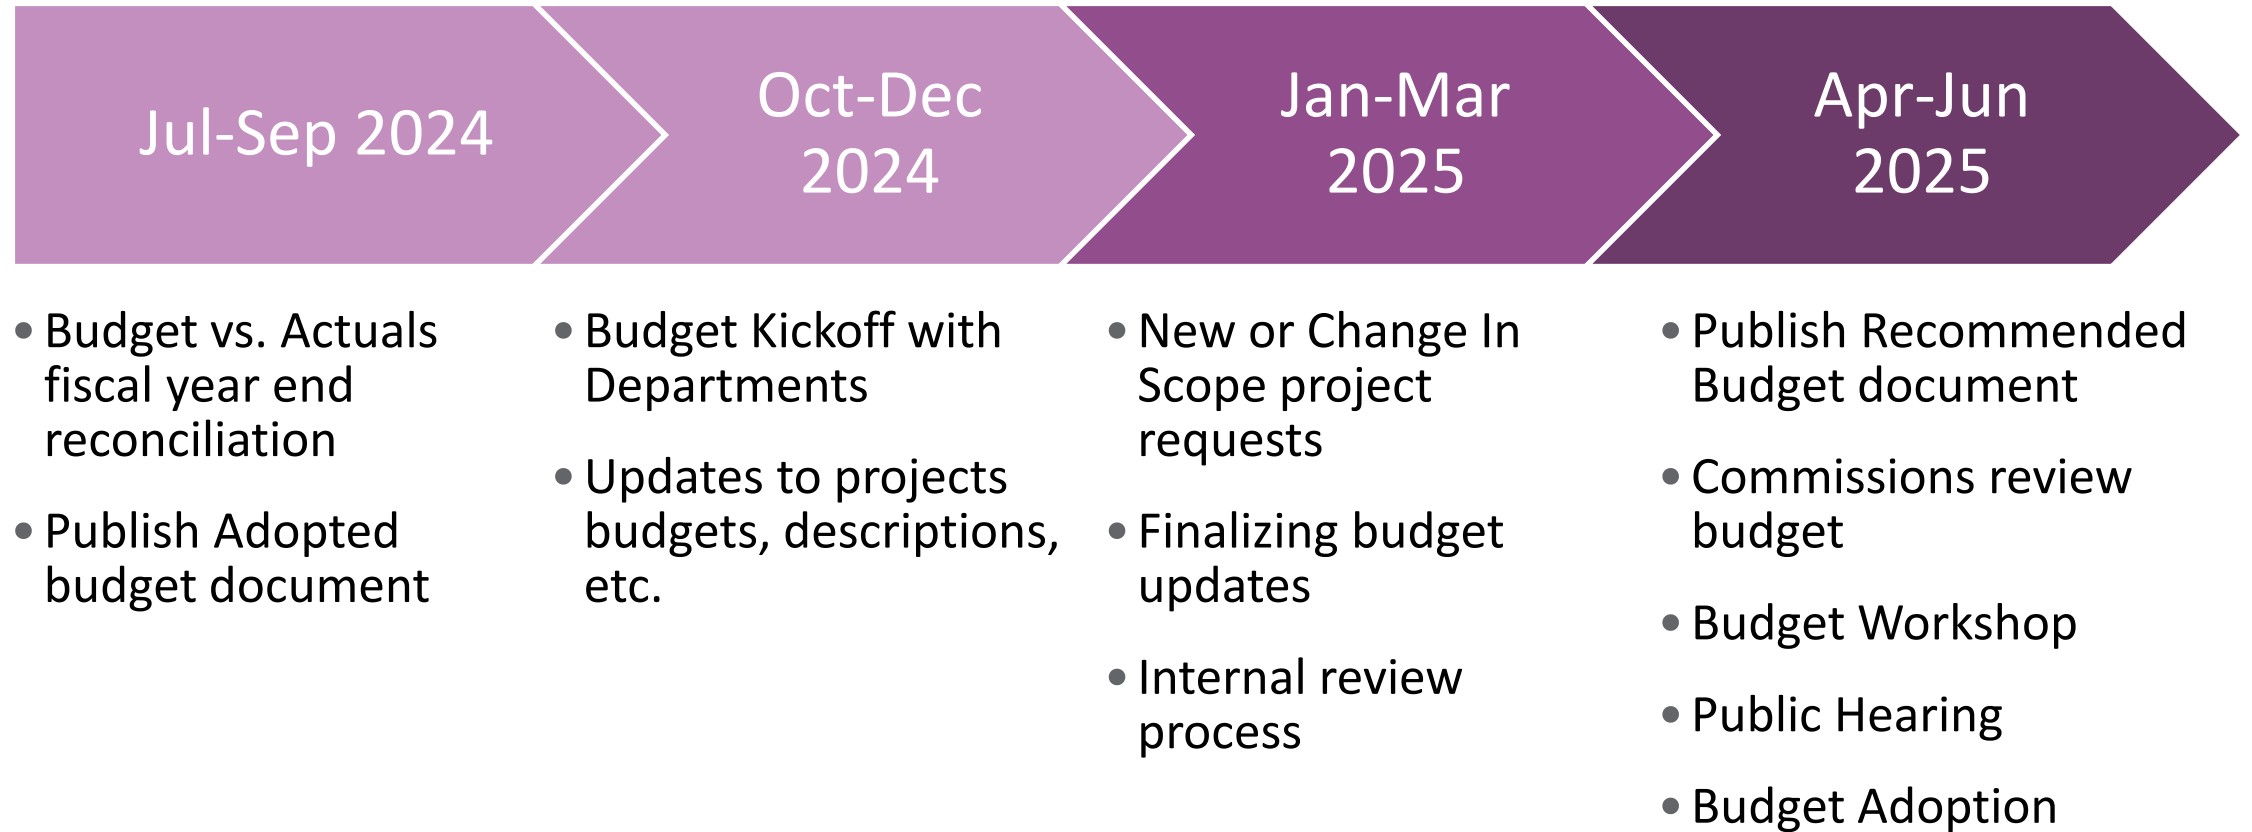 Jul-Sep 2024
Oct-Dec
2024
Jan-Mar
2025
Apr-Jun
2025
• Budget vs. Actuals
fiscal year end
reconciliation
• Publish Adopted
budget document
• Budget Kickoff with
Departments
• Updates to projects
budgets, descriptions,
etc.
• New or Change In
Scope project
requests
• Finalizing budget
updates
• Internal review
process
• Publish Recommended
Budget document
• Commissions review
budget
• Budget Workshop
• Public Hearing
• Budget Adoption